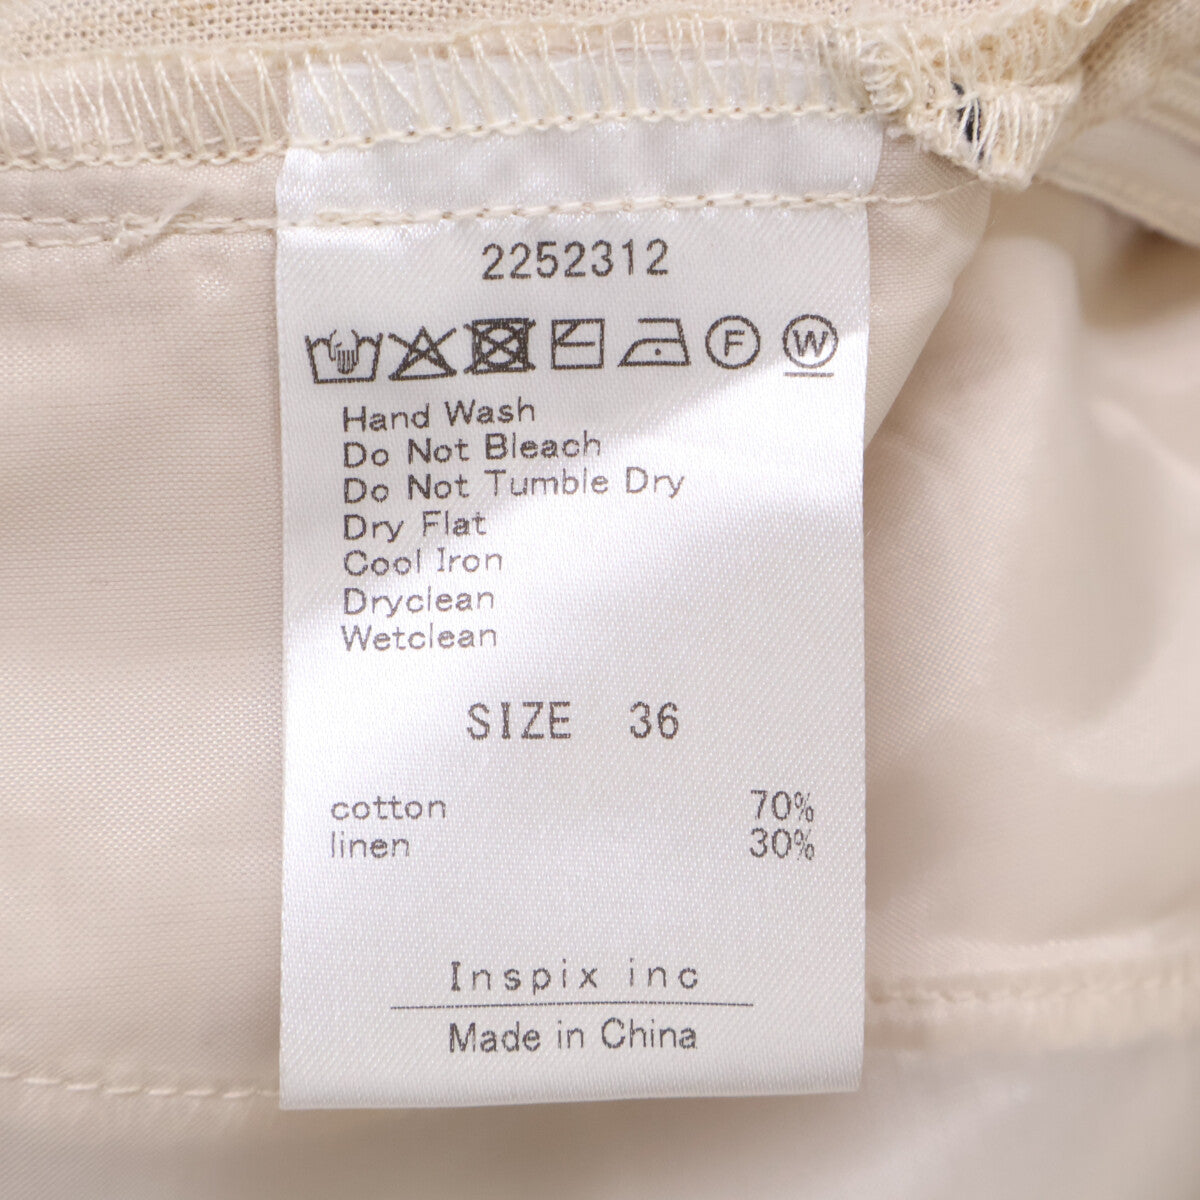 2252312
F W
Hand Wash
Do Not Bleach
Do Not Tumble Dry
Dry Flat
Cool Iron
Dryclean
Wetclean
SIZE 36
cotton 70%
linen 30%
Inspix inc
Made in China